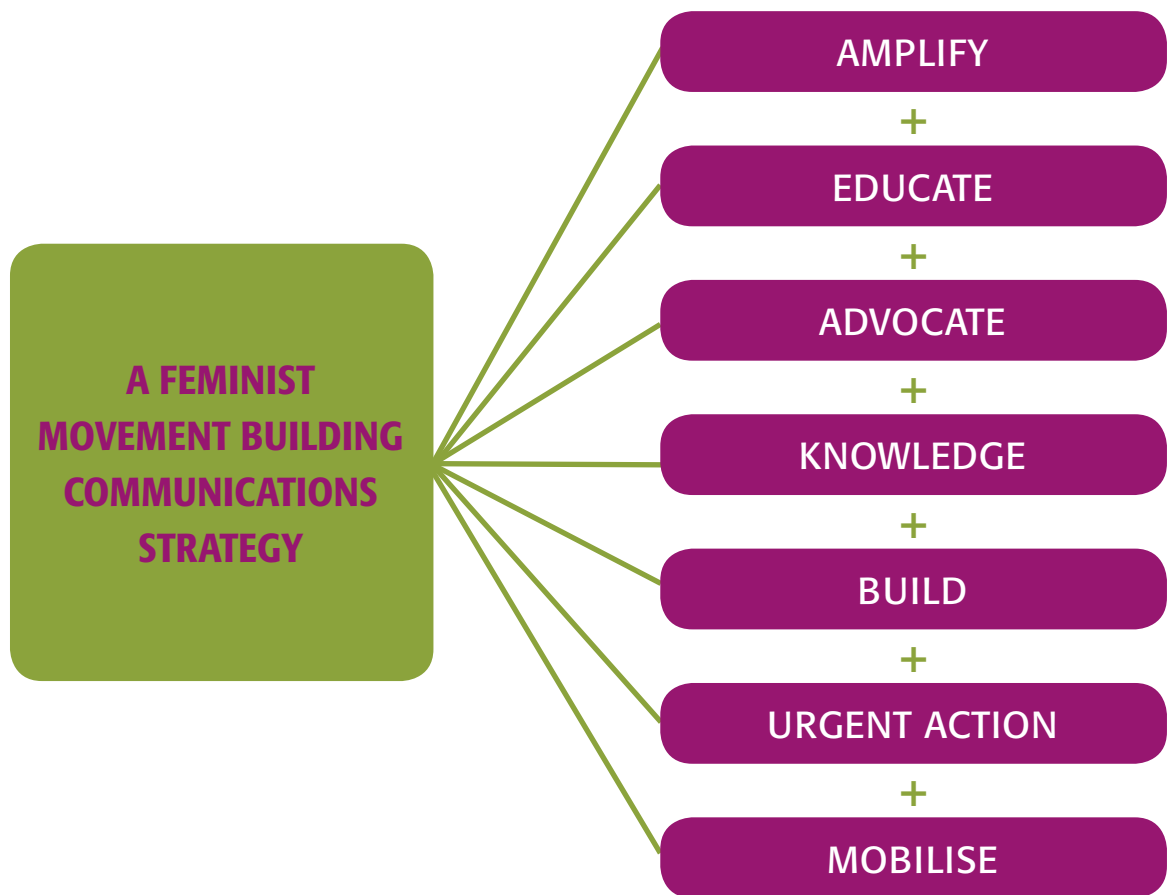 A FEMINIST
MOVEMENT BUILDING
COMMUNICATIONS
STRATEGY
AMPLIFY
+
EDUCATE
+
ADVOCATE
+
KNOWLEDGE
+
BUILD
+
URGENT ACTION
+
MOBILISE